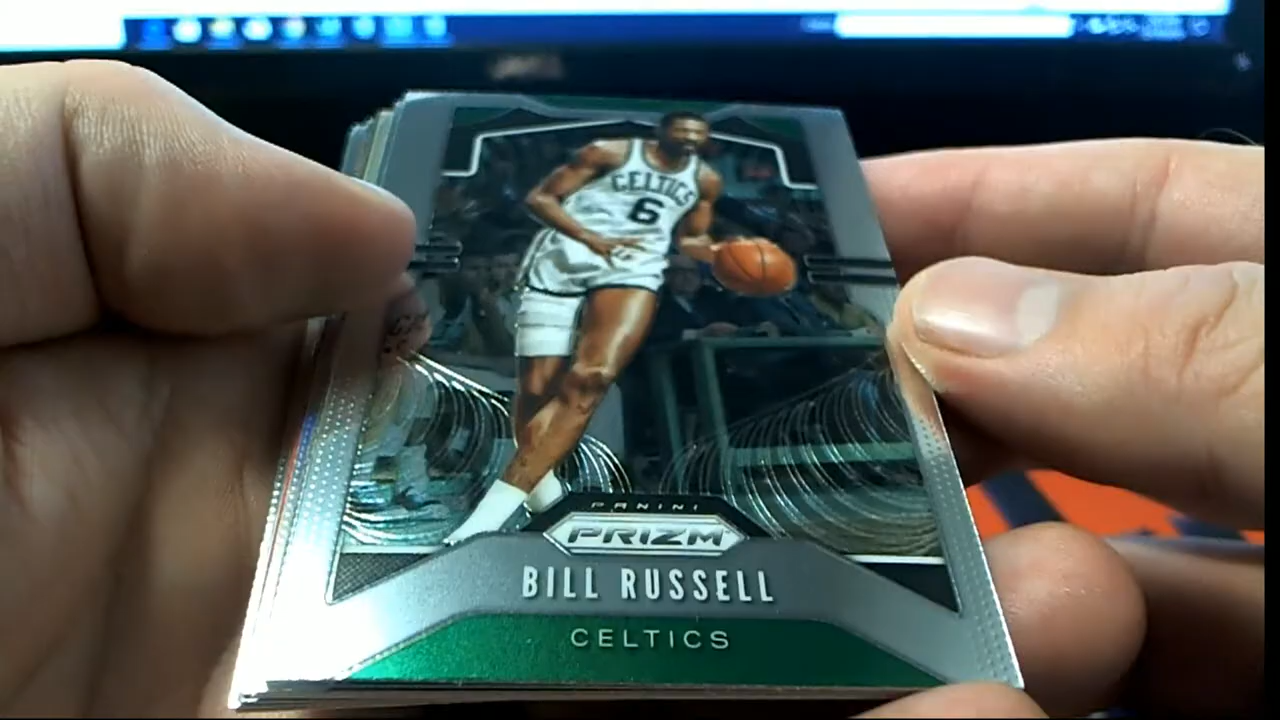 CELTICS
6
PANINI
PRIZM
BILL RUSSELL
CELTICS